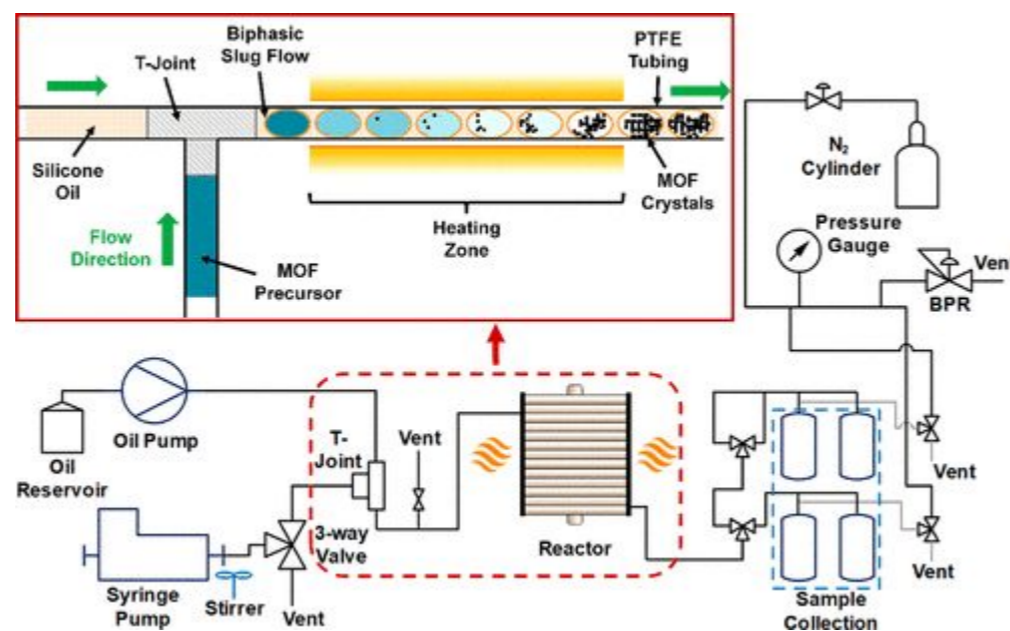 Biphasic
Slug Flow
T-Joint
PTFE
Tubing
Silicone
Oil
Flow
Direction
MOF
Precursor
Heating
Zone
MOF
Crystals
N2
Cylinder
Pressure
Gauge
Ven
BPR
Oil Pump
Oil
Reservoir
T-
Joint
Vent
3-way
Valve
Reactor
Syringe
Pump
Stirrer
Vent
Vent
Vent
Sample
Collection